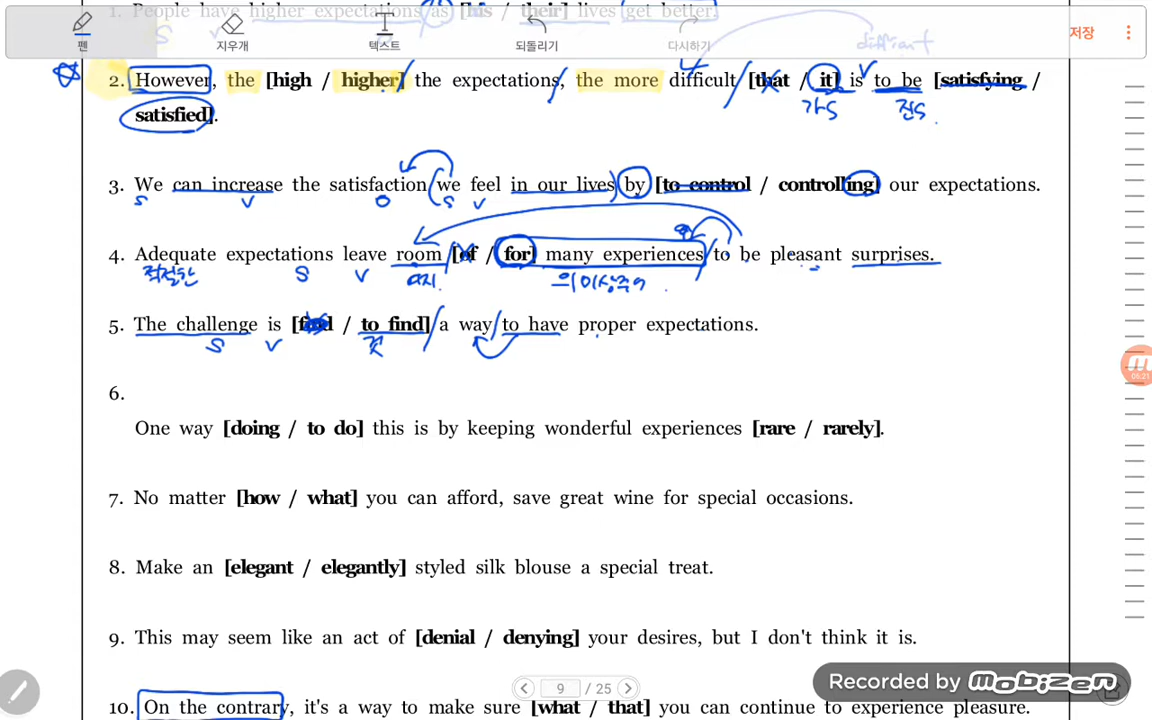 1. People have higher expectations as [his / their] lives get better.
펜
지우개
텍스트
되돌리기
다시하기
저장
S V
different
2. However, the [high / higher] the expectations, the more difficult [that / it] is to be [satisfying /
satisfied].
가S 진S
V
3. We can increase the satisfaction we feel in our lives by [to control / controlling] our expectations.
S V O S V
4. Adequate expectations leave room [of / for] many experiences to be pleasant surprises.
적절한 S V 여지 의미상주어
5. The challenge is [find / to find] a way to have proper expectations.
S V 것
6.
One way [doing / to do] this is by keeping wonderful experiences [rare / rarely].
7. No matter [how / what] you can afford, save great wine for special occasions.
8. Make an [elegant / elegantly] styled silk blouse a special treat.
9. This may seem like an act of [denial / denying] your desires, but I don't think it is.
10. On the contrary, it's a way to make sure [what / that] you can continue to experience pleasure.
9 / 25
05:21
Recorded by mobizen